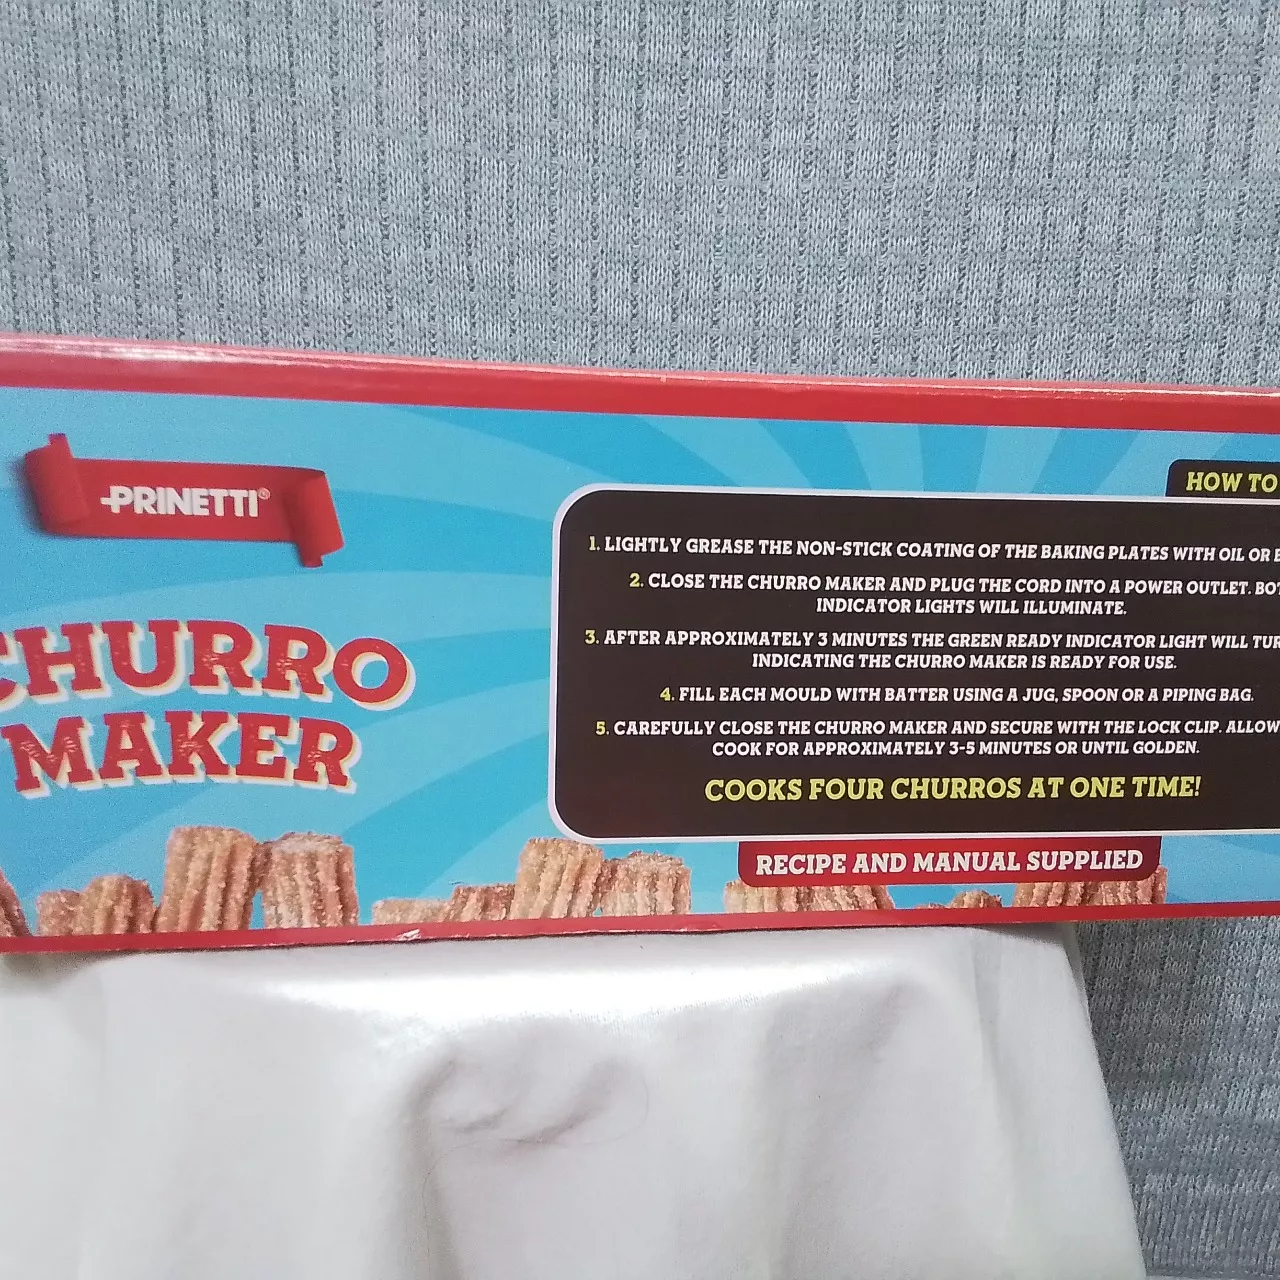 PRINETTI®
CHURRO
MAKER
HOW TO
1. LIGHTLY GREASE THE NON-STICK COATING OF THE BAKING PLATES WITH OIL OR
2. CLOSE THE CHURRO MAKER AND PLUG THE CORD INTO A POWER OUTLET.
INDICATOR LIGHTS WILL ILLUMINATE.
3. AFTER APPROXIMATELY 3 MINUTES THE GREEN READY INDICATOR LIGHT WILL
INDICATING THE CHURRO MAKER IS READY FOR USE.
4. FILL EACH MOULD WITH BATTER USING A JUG, SPOON OR A PIPING BAG.
5. CAREFULLY CLOSE THE CHURRO MAKER AND SECURE WITH THE LOCK CLIP. ALLOW
COOK FOR APPROXIMATELY 3-5 MINUTES OR UNTIL GOLDEN.
COOKS FOUR CHURROS AT ONE TIME!
RECIPE AND MANUAL SUPPLIED